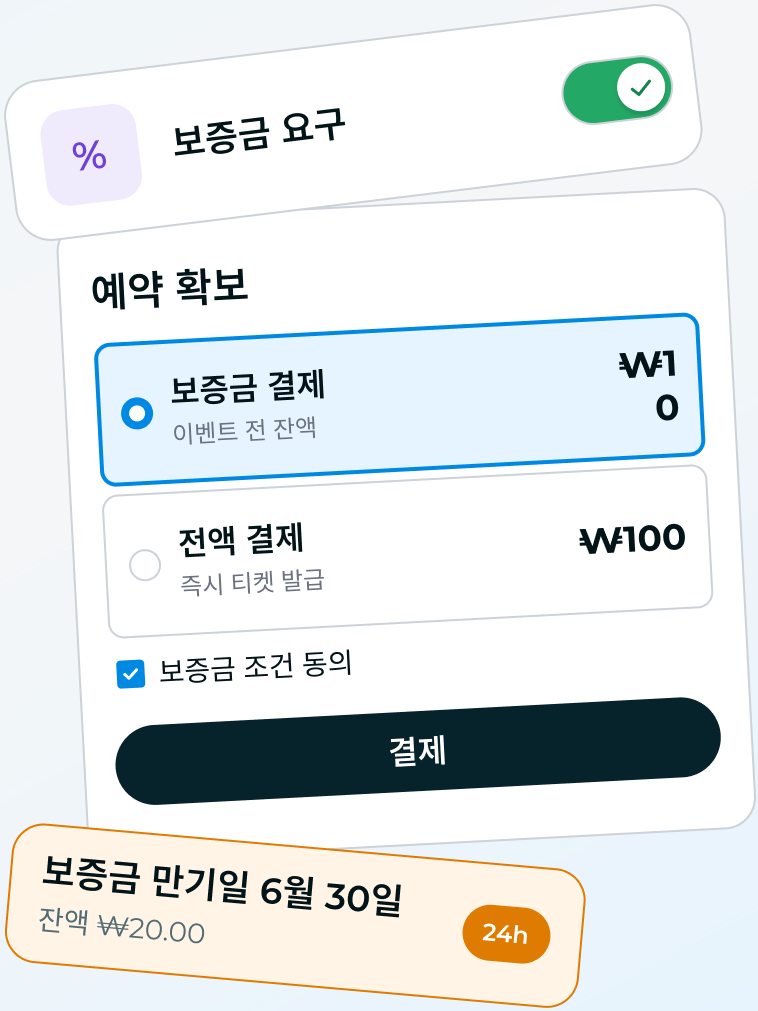 %
보증금 요구
예약 확보
보증금 결제
이벤트 전 잔액
₩1
0
전액 결제
즉시 티켓 발급
₩100
보증금 조건 동의
결제
보증금 만기일 6월 30일
잔액 ₩20.00
24h